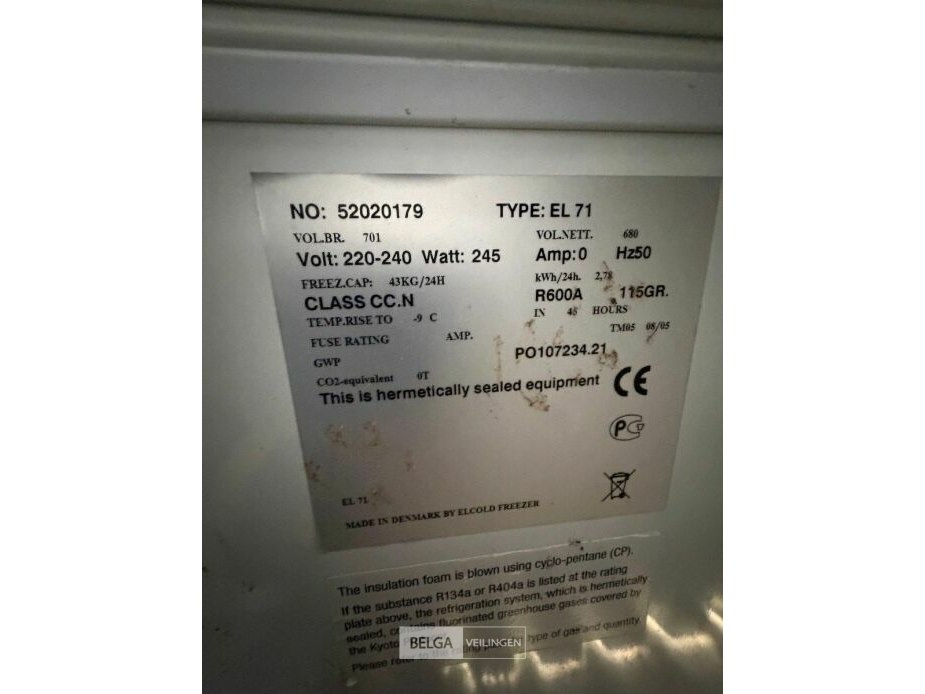 NO: 52020179 TYPE: EL 71
VOL.BR. 701 VOL.NETT. 680
Volt: 220-240 Watt: 245 Amp: 0 Hz50
FREEZ.CAP: 43KG/24H kWh/24h. 2,78
CLASS CC.N R600A 115GR.
TEMP.RISE TO -9 C IN 45 HOURS
FUSE RATING AMP. TM05 08/05
GWP PO107234.21
CO2-equivalent 0T
This is hermetically sealed equipment CE
EL 71
MADE IN DENMARK BY ELCOLD FREEZER
The insulation foam is blown using cyclo-pentane (CP).
If the substance R134a or R404a is listed at the rating
plate above, the refrigeration system, which is hermetically
sealed, contains fluorinated greenhouse gases covered by
the Kyoto type of gas and quantity.
Please refer to the rating
BELGA VEILINGEN